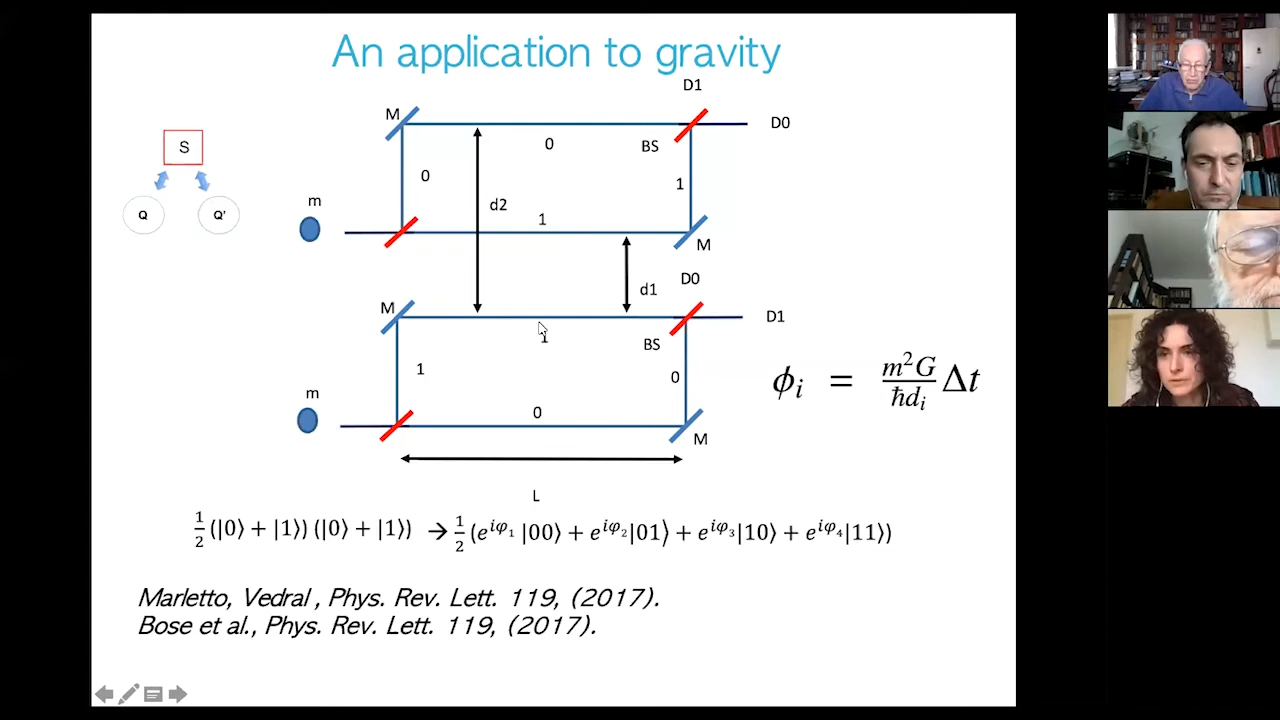 An application to gravity
D1
M
D0
S
0
BS
0
1
m
d2
Q
Q'
1
M
d1
D0
M
D1
1
BS
1
0
ϕᵢ = m²G/ℏdᵢ Δt
m
0
M
L
½(|0⟩ + |1⟩)(|0⟩ + |1⟩) → ½(e^{iφ₁}|00⟩ + e^{iφ₂}|01⟩ + e^{iφ₃}|10⟩ + e^{iφ₄}|11⟩)
Marletto, Vedral , Phys. Rev. Lett. 119, (2017).
Bose et al., Phys. Rev. Lett. 119, (2017).